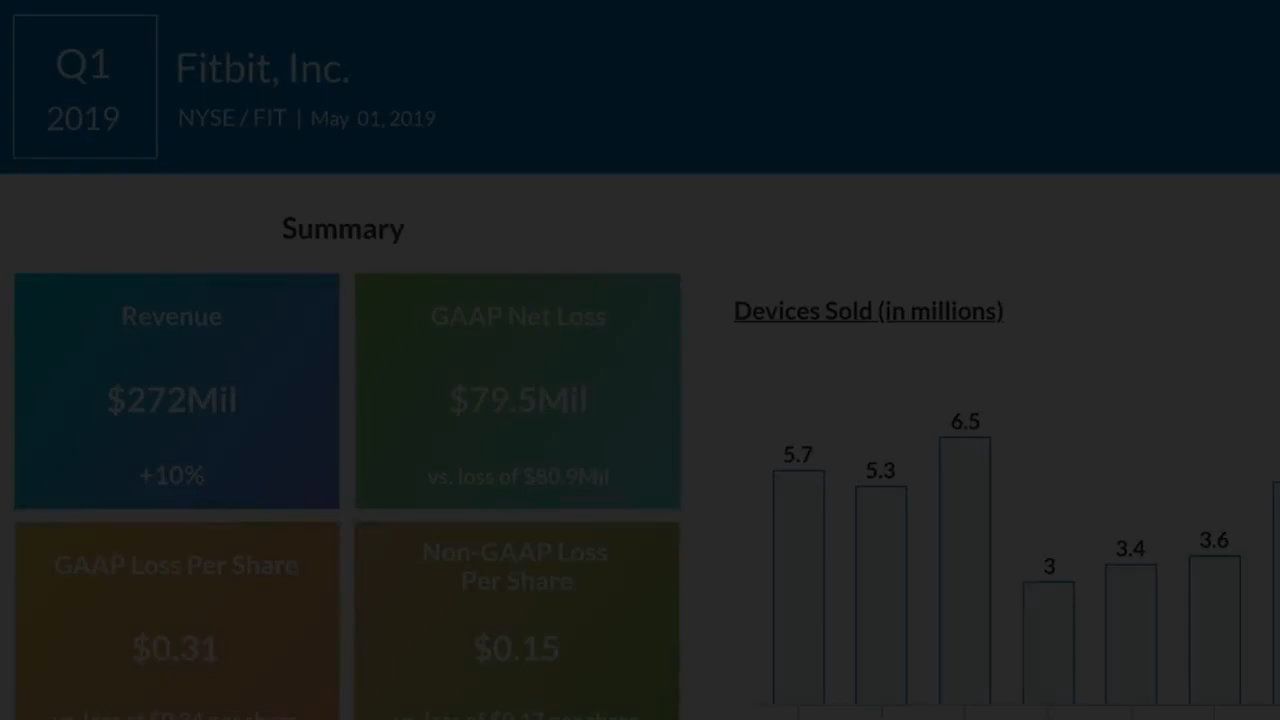 Q1
2019
Fitbit, Inc.
NYSE / FIT | May 01, 2019
Summary
Revenue
$272Mil
+10%
GAAP Net Loss
$79.5Mil
vs. loss of $80.9Mil
GAAP Loss Per Share
$0.31
Non-GAAP Loss
Per Share
$0.15
Devices Sold (in millions)
5.7
5.3
6.5
3
3.4
3.6